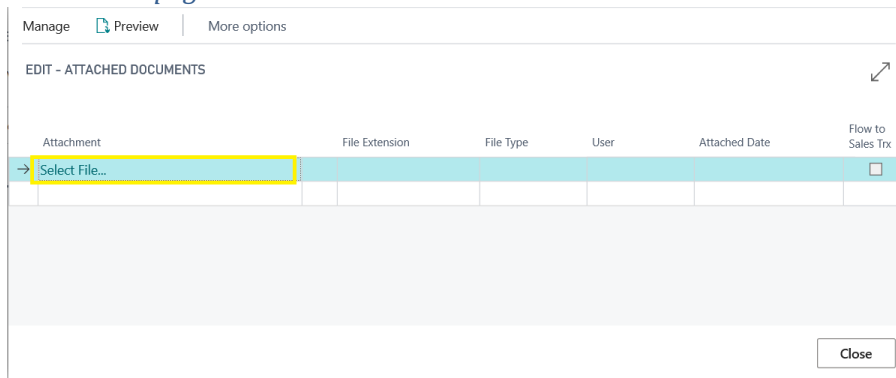 Manage Preview More options
EDIT - ATTACHED DOCUMENTS
Attachment File Extension File Type User Attached Date Flow to Sales Trx
Select File...
Close